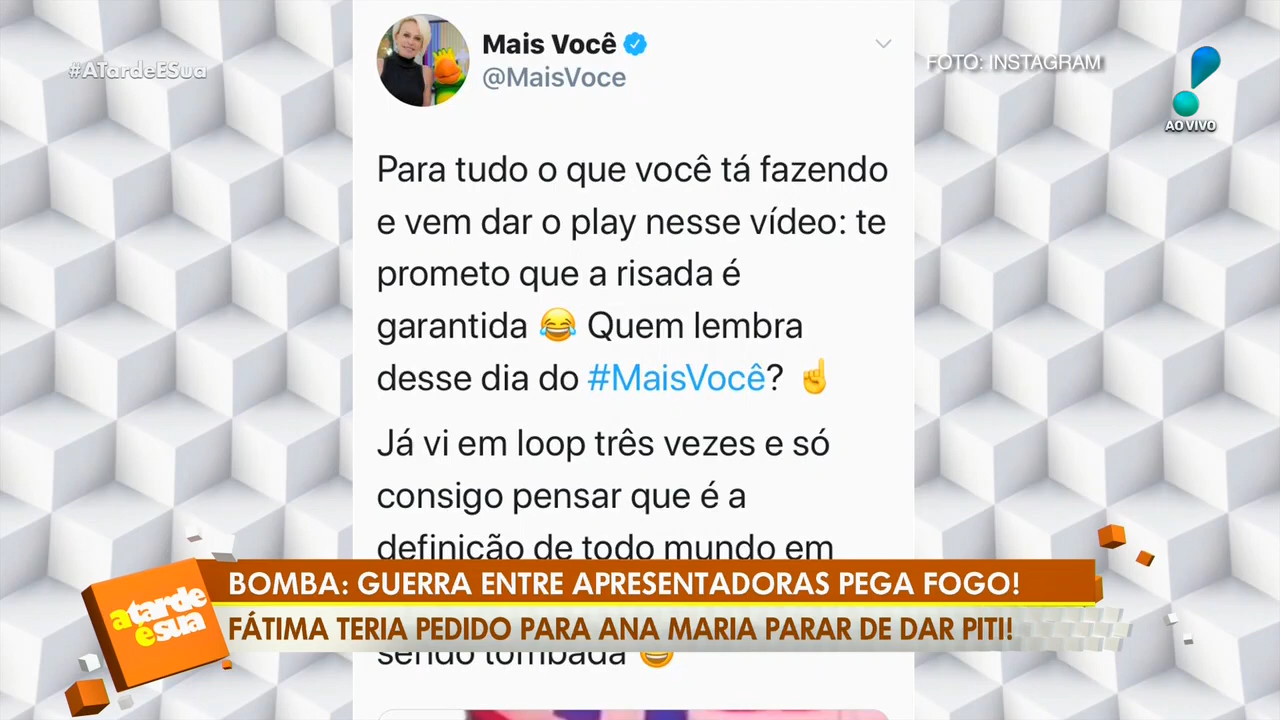 #ATardeESua
Mais Você
@MaisVoce
FOTO: INSTAGRAM
AO VIVO
Para tudo o que você tá fazendo
e vem dar o play nesse vídeo: te
prometo que a risada é
garantida 😂 Quem lembra
desse dia do #MaisVocê? ☝
Já vi em loop três vezes e só
consigo pensar que é a
definição de todo mundo em
a tarde
é sua
BOMBA: GUERRA ENTRE APRESENTADORAS PEGA FOGO!
FÁTIMA TERIA PEDIDO PARA ANA MARIA PARAR DE DAR PITI!
sendo tombada 😂